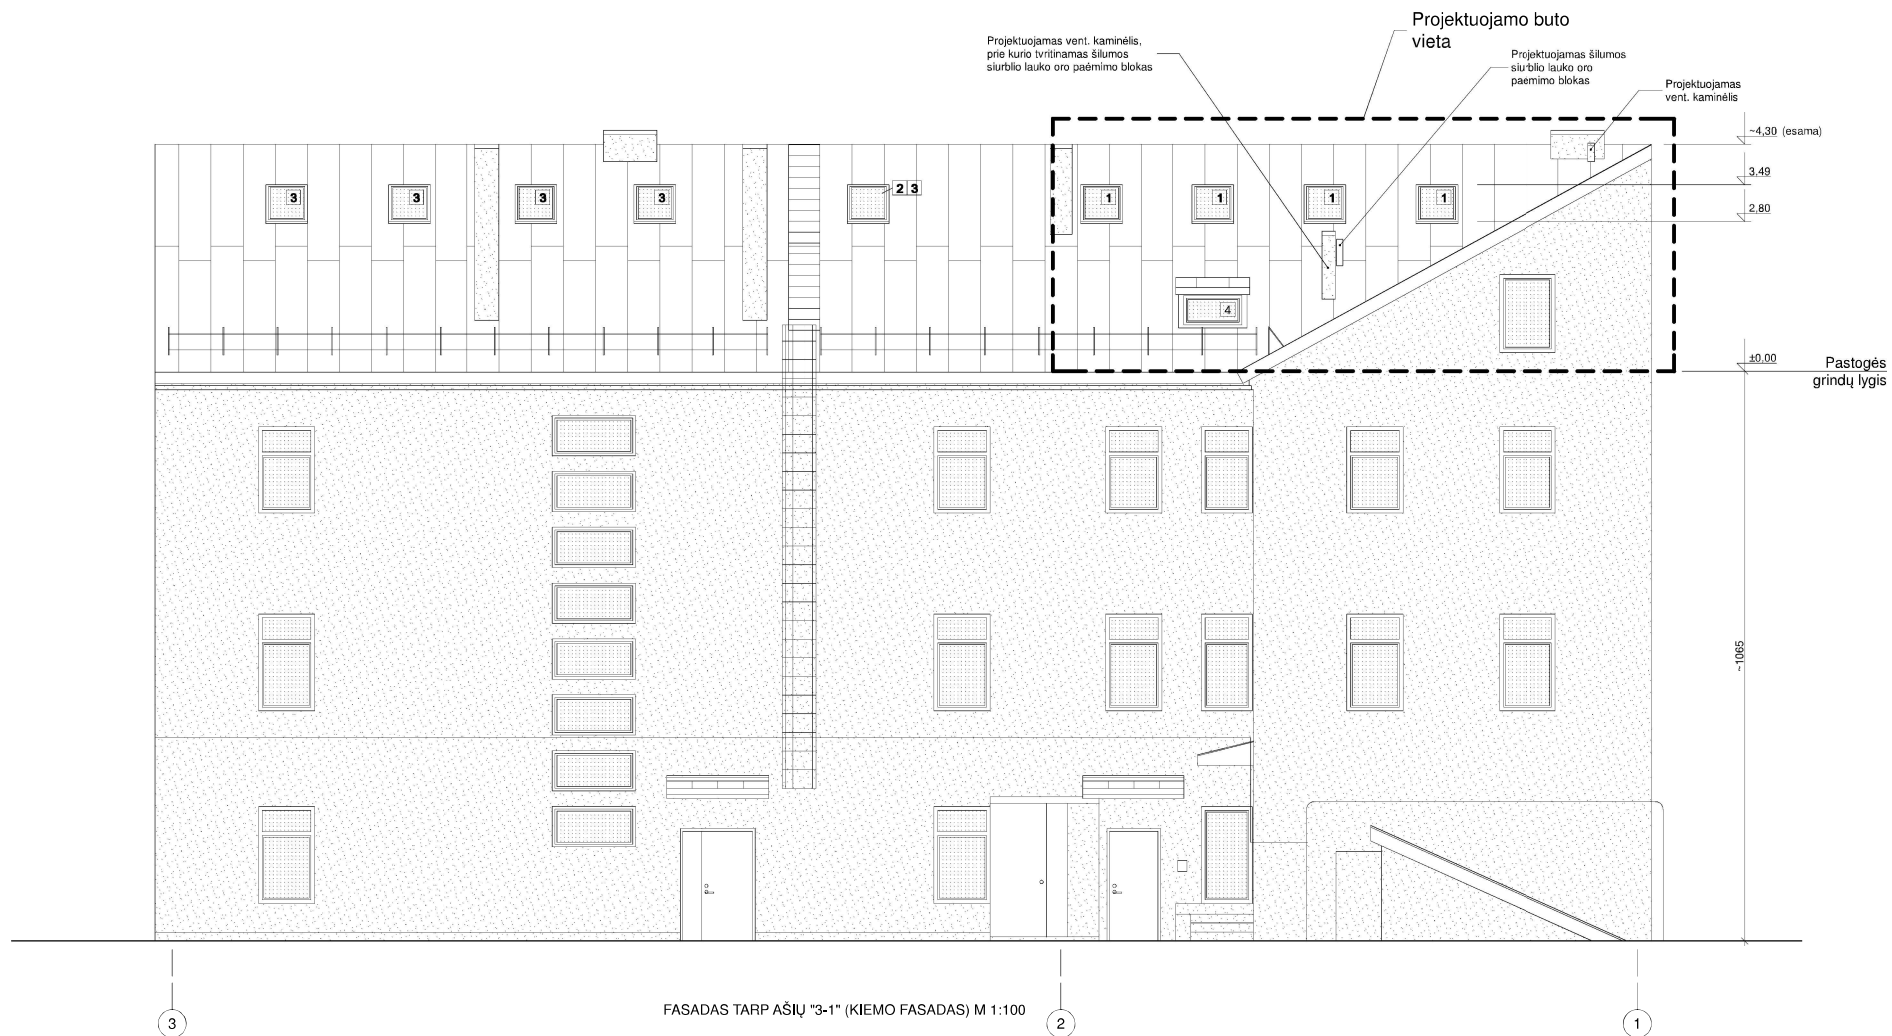 Projektuojamo buto
vieta
Projektuojamas vent. kaminėlis,
prie kurio tvritinamas šilumos
siurblio lauko oro paėmimo blokas
Projektuojamas šilumos
siurblio lauko oro
paėmimo blokas
Projektuojamas
vent. kaminėlis
~4,30 (esama)
3,49
2,80
3
3
3
3
2 3
1
1
1
1
4
±0,00
Pastogės
grindų lygis
~1065
FASADAS TARP AŠIŲ "3-1" (KIEMO FASADAS) M 1:100
3
2
1